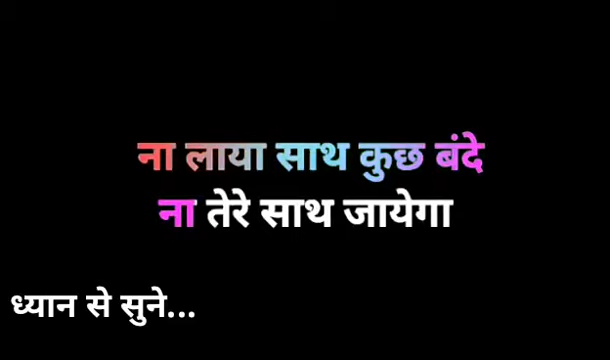 ना लाया साथ कुछ बंदे
ना तेरे साथ जायेगा
ध्यान से सुने...